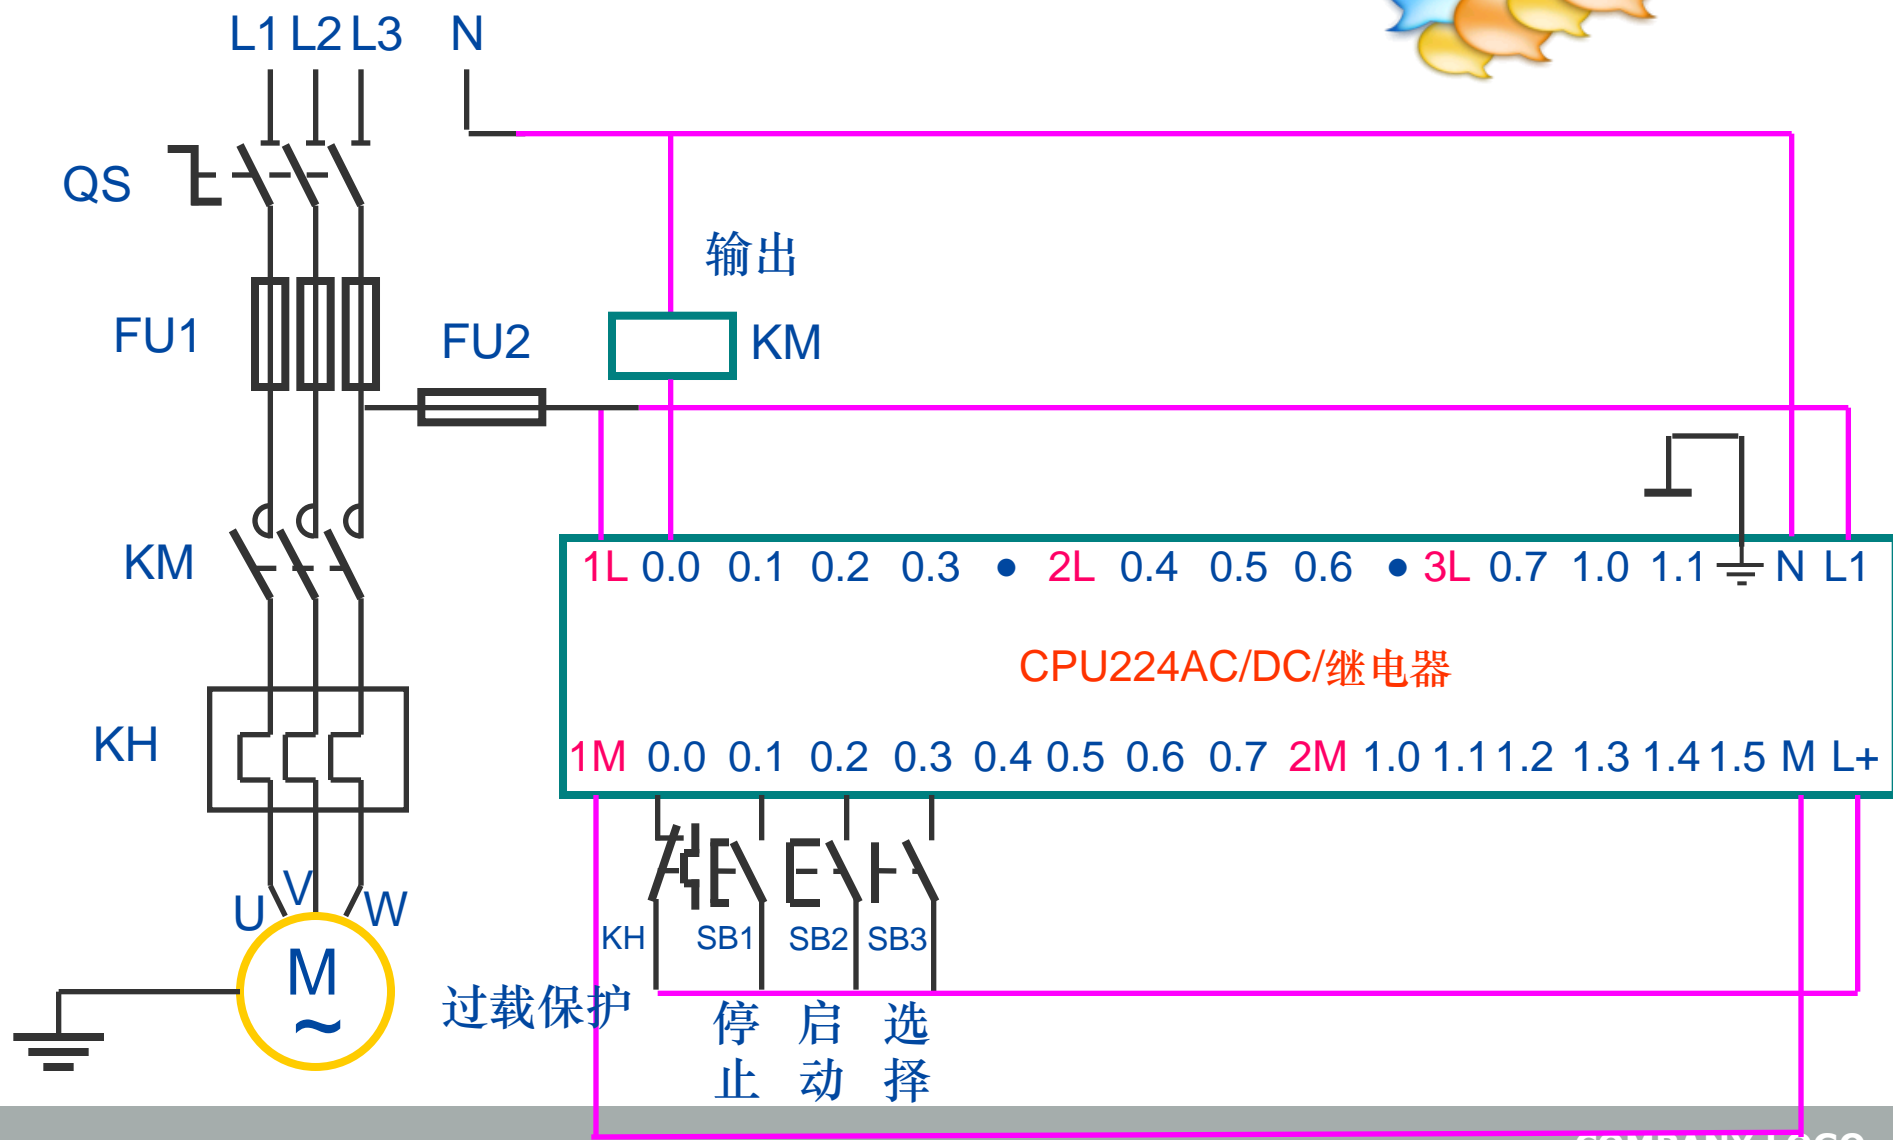 L1 L2 L3 N
QS
输出
FU1 FU2 KM
KM
1L 0.0 0.1 0.2 0.3 • 2L 0.4 0.5 0.6 • 3L 0.7 1.0 1.1 N L1
CPU224AC/DC/继电器
KH
1M 0.0 0.1 0.2 0.3 0.4 0.5 0.6 0.7 2M 1.0 1.1 1.2 1.3 1.4 1.5 M L+
U V W
KH SB1 SB2 SB3
M
~
过载保护
停止
启动
选择
COMPANY LOGO